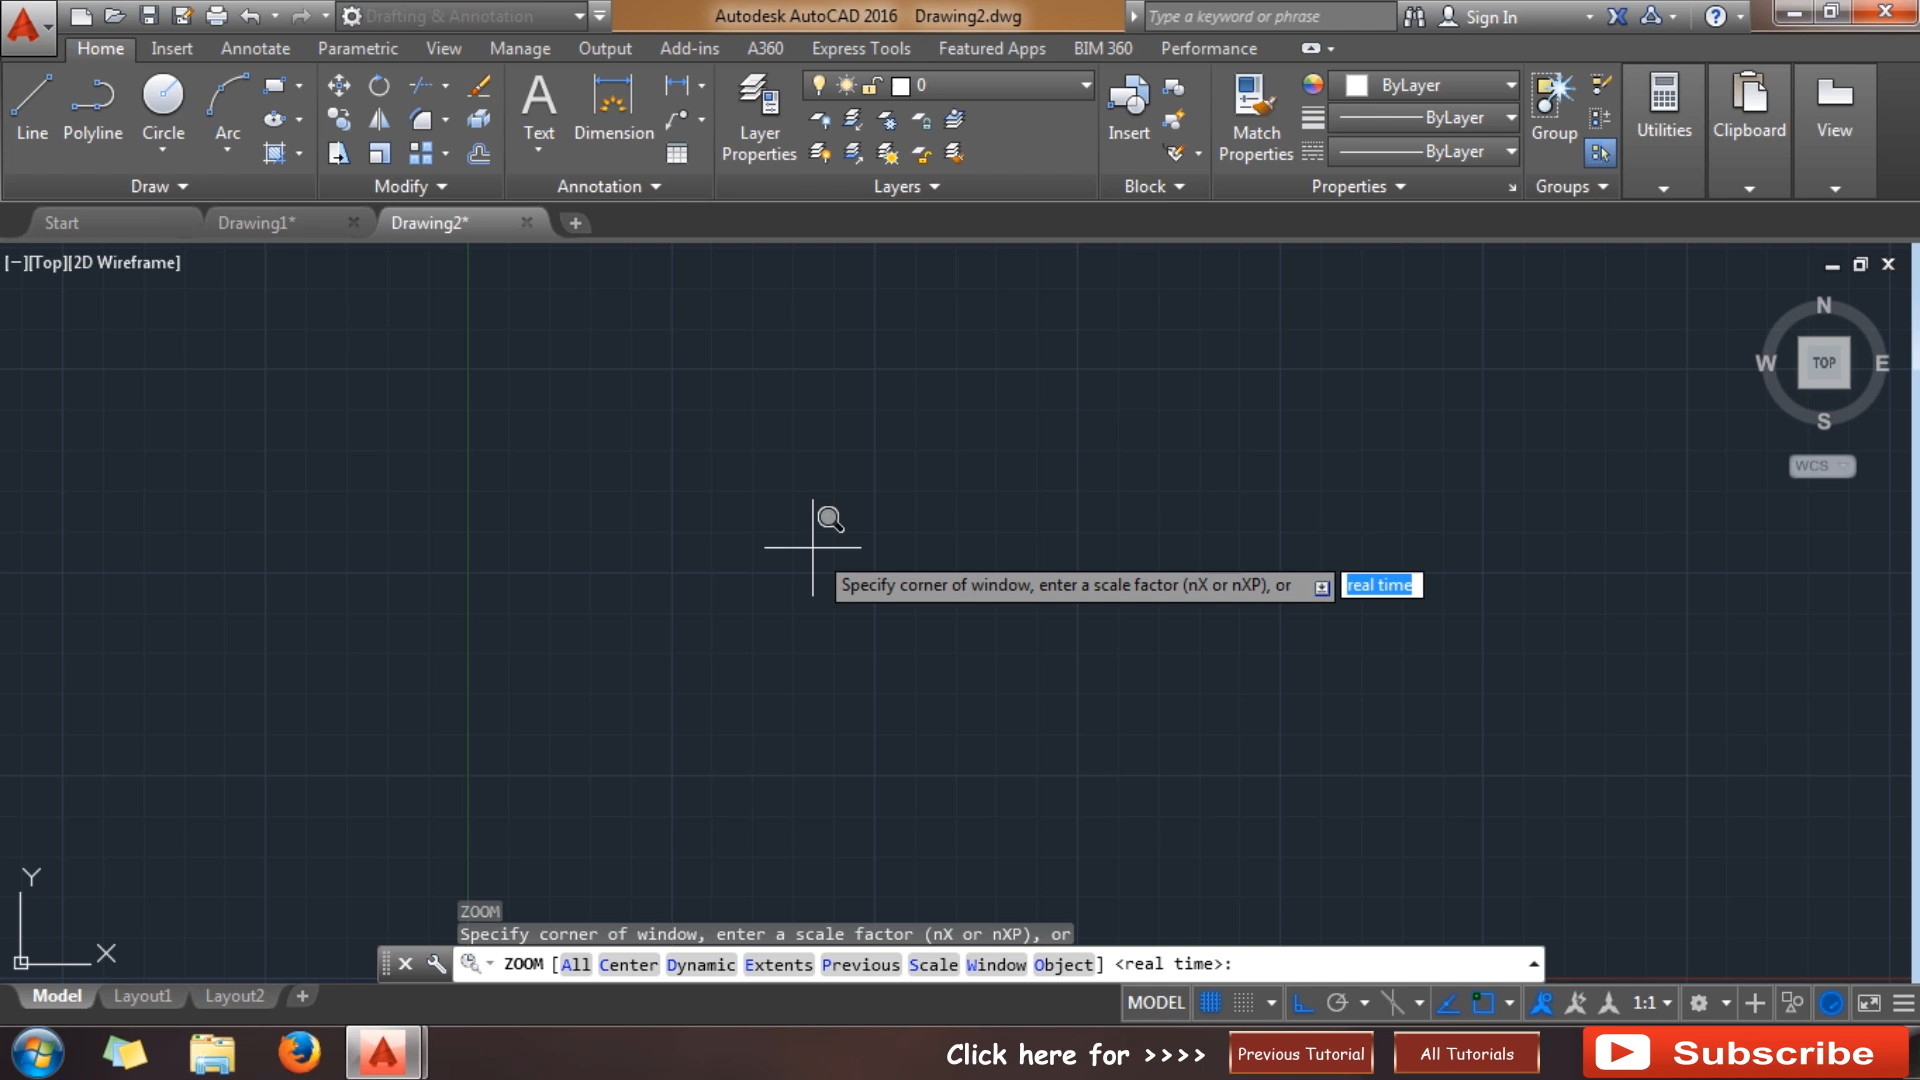 Drafting & Annotation
Autodesk AutoCAD 2016 Drawing2.dwg
Type a keyword or phrase
Sign In
Home Insert Annotate Parametric View Manage Output Add-ins A360 Express Tools Featured Apps BIM 360 Performance
Line Polyline Circle Arc
Draw
Modify
Text Dimension
Annotation
Layer Properties
0
Layers
Insert
Block
Match Properties
ByLayer
ByLayer
ByLayer
Properties
Group
Groups
Utilities
Clipboard
View
Start Drawing1* Drawing2*
[−][Top][2D Wireframe]
N
W TOP E
S
WCS
Specify corner of window, enter a scale factor (nX or nXP), or real time
Y
X
ZOOM
Specify corner of window, enter a scale factor (nX or nXP), or
ZOOM [All Center Dynamic Extents Previous Scale Window Object] <real time>:
Model Layout1 Layout2 +
MODEL 1:1
Click here for >>>> Previous Tutorial All Tutorials Subscribe